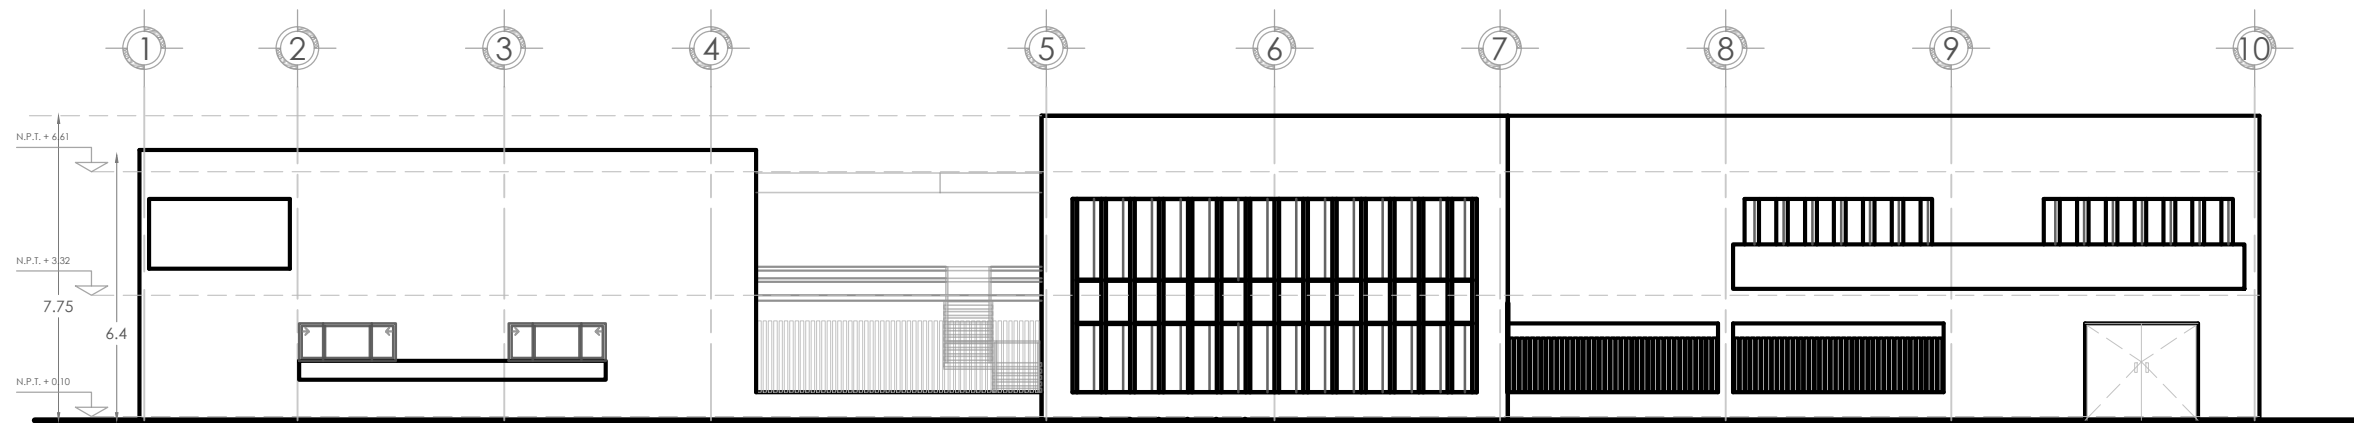 1 2 3 4 5 6 7 8 9 10
N.P.T. + 6.61
N.P.T. + 3.32
7.75
6.4
N.P.T. + 0.10